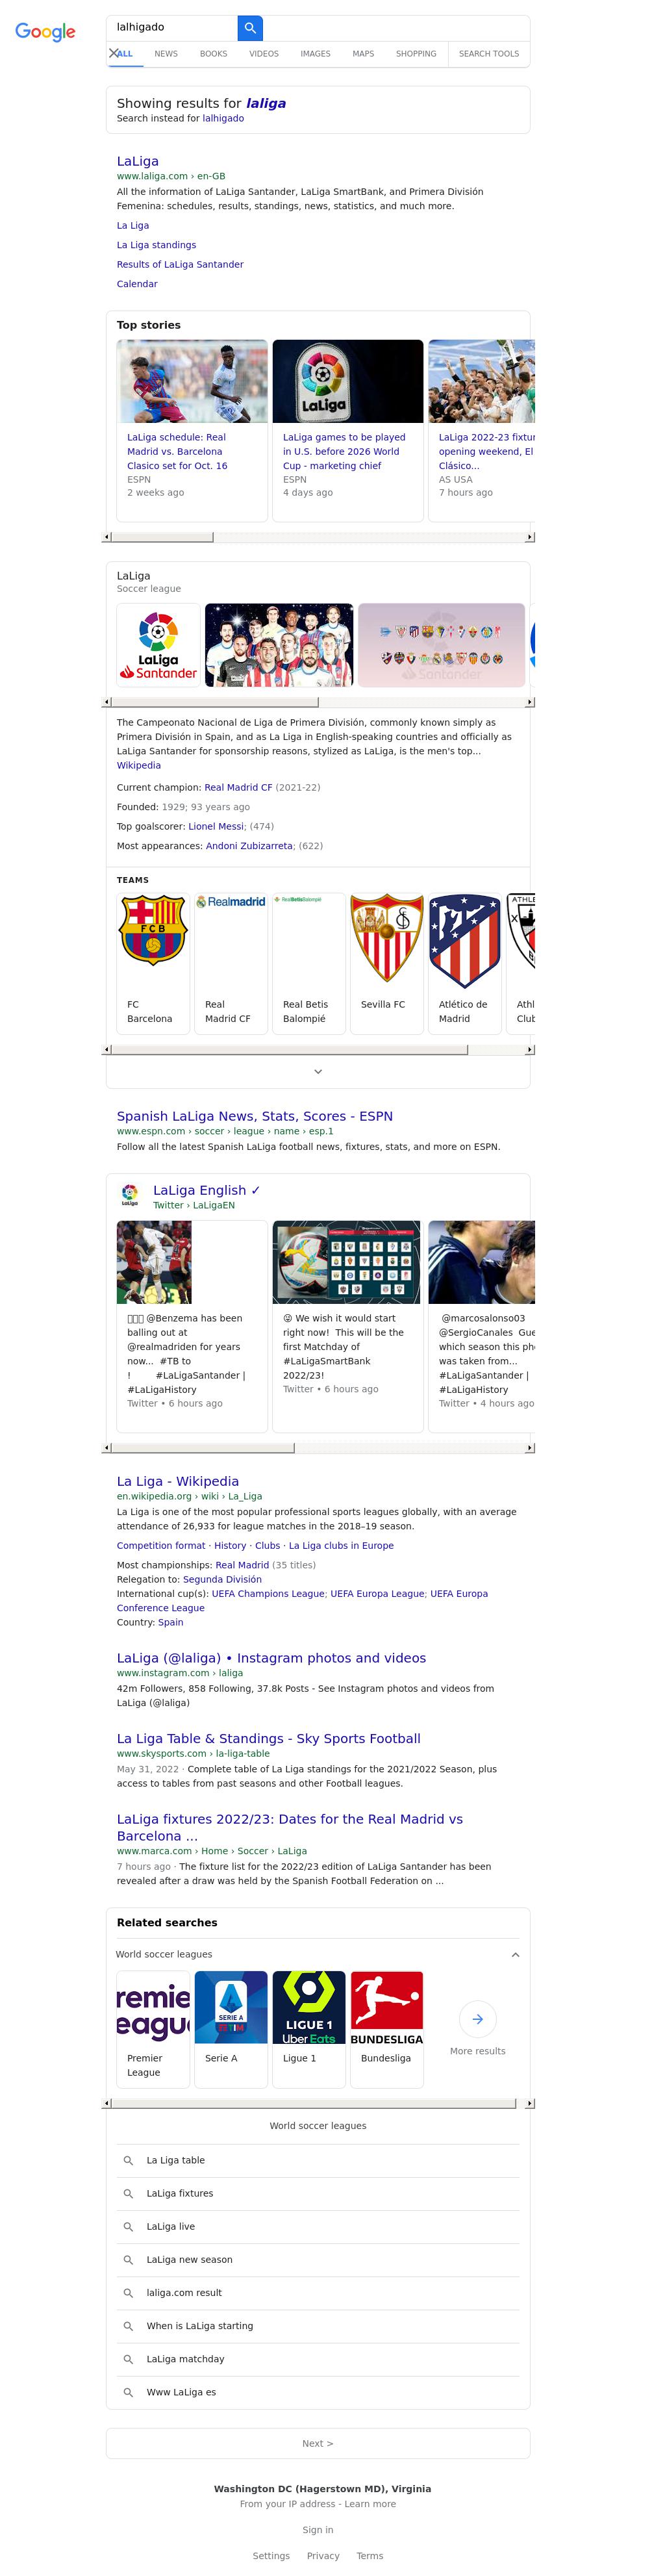 Google
lalhigado
ALL NEWS BOOKS VIDEOS IMAGES MAPS SHOPPING SEARCH TOOLS
Showing results for laliga
Search instead for lalhigado
LaLiga
www.laliga.com › en-GB
All the information of LaLiga Santander, LaLiga SmartBank, and Primera División
Femenina: schedules, results, standings, news, statistics, and much more.
La Liga
La Liga standings
Results of LaLiga Santander
Calendar
Top stories
LaLiga
LaLiga schedule: Real
Madrid vs. Barcelona
Clasico set for Oct. 16
ESPN
2 weeks ago
LaLiga games to be played
in U.S. before 2026 World
Cup - marketing chief
ESPN
4 days ago
LaLiga 2022-23 fixtur
opening weekend, El
Clásico...
AS USA
7 hours ago
LaLiga
Soccer league
LaLiga
Santander
Santander
The Campeonato Nacional de Liga de Primera División, commonly known simply as
Primera División in Spain, and as La Liga in English-speaking countries and officially as
LaLiga Santander for sponsorship reasons, stylized as LaLiga, is the men's top...
Wikipedia
Current champion: Real Madrid CF (2021-22)
Founded: 1929; 93 years ago
Top goalscorer: Lionel Messi; (474)
Most appearances: Andoni Zubizarreta; (622)
TEAMS
FCB
Realmadrid
RealBetisBalompié
ATHLE
FC
Barcelona
Real
Madrid CF
Real Betis
Balompié
Sevilla FC
Atlético de
Madrid
Athl
Club
Spanish LaLiga News, Stats, Scores - ESPN
www.espn.com › soccer › league › name › esp.1
Follow all the latest Spanish LaLiga football news, fixtures, stats, and more on ESPN.
LaLiga
LaLiga English ✓
Twitter › LaLigaEN
@Benzema has been
balling out at
@realmadriden for years
now... #TB to
! #LaLigaSantander |
#LaLigaHistory
Twitter • 6 hours ago
😜 We wish it would start
right now! This will be the
first Matchday of
#LaLigaSmartBank
2022/23!
Twitter • 6 hours ago
@marcosalonso03
@SergioCanales Gue
which season this pho
was taken from...
#LaLigaSantander |
#LaLigaHistory
Twitter • 4 hours ago
La Liga - Wikipedia
en.wikipedia.org › wiki › La_Liga
La Liga is one of the most popular professional sports leagues globally, with an average
attendance of 26,933 for league matches in the 2018–19 season.
Competition format · History · Clubs · La Liga clubs in Europe
Most championships: Real Madrid (35 titles)
Relegation to: Segunda División
International cup(s): UEFA Champions League; UEFA Europa League; UEFA Europa
Conference League
Country: Spain
LaLiga (@laliga) • Instagram photos and videos
www.instagram.com › laliga
42m Followers, 858 Following, 37.8k Posts - See Instagram photos and videos from
LaLiga (@laliga)
La Liga Table & Standings - Sky Sports Football
www.skysports.com › la-liga-table
May 31, 2022 · Complete table of La Liga standings for the 2021/2022 Season, plus
access to tables from past seasons and other Football leagues.
LaLiga fixtures 2022/23: Dates for the Real Madrid vs
Barcelona ...
www.marca.com › Home › Soccer › LaLiga
7 hours ago · The fixture list for the 2022/23 edition of LaLiga Santander has been
revealed after a draw was held by the Spanish Football Federation on ...
Related searches
World soccer leagues
remie
eagu
SERIE A
TIM
LIGUE 1
Uber Eats
BUNDESLIGA
Premier
League
Serie A
Ligue 1
Bundesliga
More results
World soccer leagues
La Liga table
LaLiga fixtures
LaLiga live
LaLiga new season
laliga.com result
When is LaLiga starting
LaLiga matchday
Www LaLiga es
Next >
Washington DC (Hagerstown MD), Virginia
From your IP address - Learn more
Sign in
Settings Privacy Terms